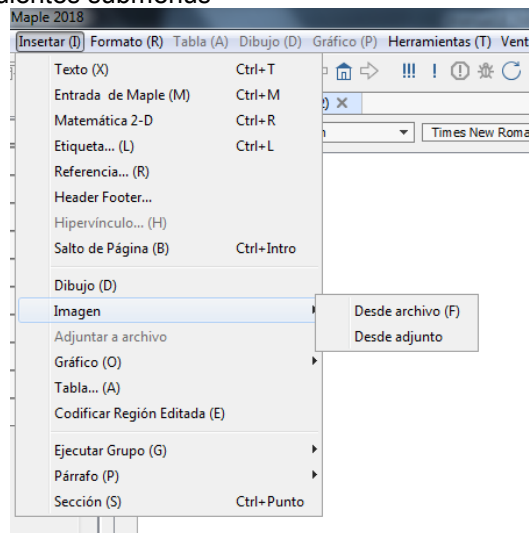 Maple 2018
Insertar (I) Formato (R) Tabla (A) Dibujo (D) Gráfico (P) Herramientas (T) Vent
Texto (X) Ctrl+T
Entrada de Maple (M) Ctrl+M
Matemática 2-D Ctrl+R
Etiqueta... (L) Ctrl+L
Times New Roma
Referencia... (R)
Header Footer...
Hipervínculo... (H)
Salto de Página (B) Ctrl+Intro
Dibujo (D)
Imagen
Desde archivo (F)
Desde adjunto
Adjuntar a archivo
Gráfico (O)
Tabla... (A)
Codificar Región Editada (E)
Ejecutar Grupo (G)
Párrafo (P)
Sección (S) Ctrl+Punto